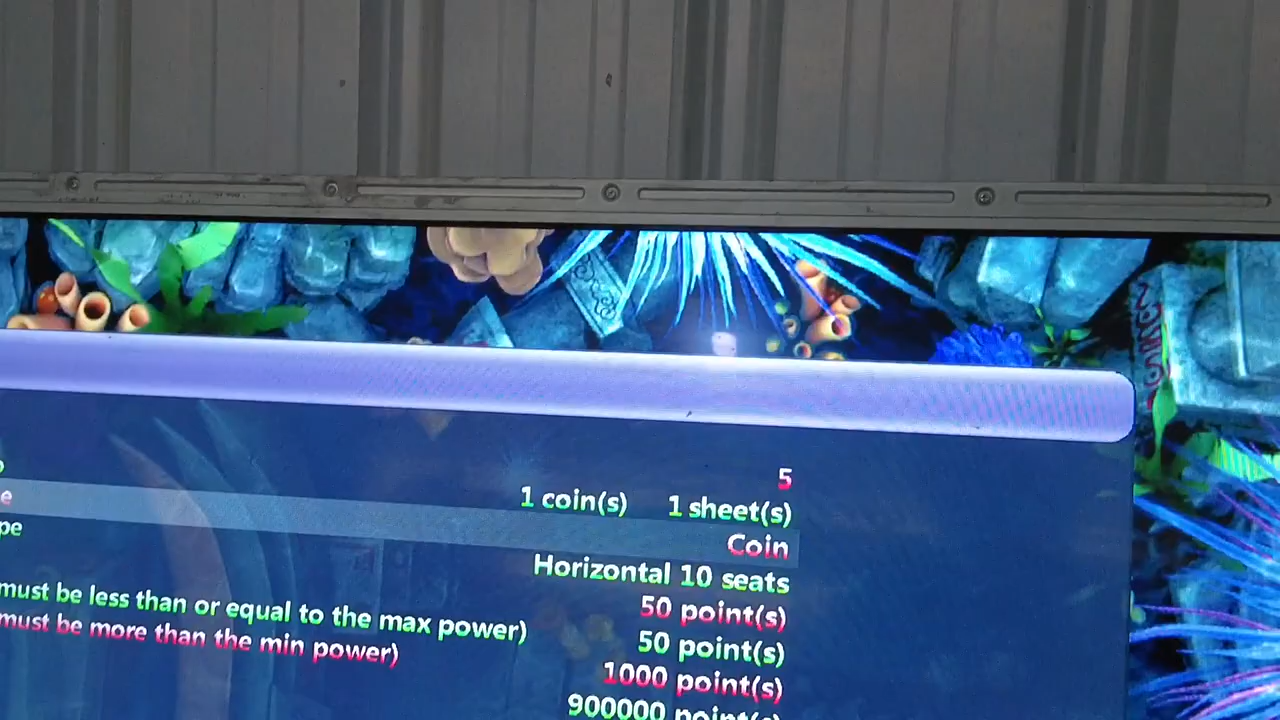 5
1 coin(s) 1 sheet(s)
Coin
Horizontal 10 seats
50 point(s)
must be less than or equal to the max power) 50 point(s)
must be more than the min power) 1000 point(s)
900000 point(s)